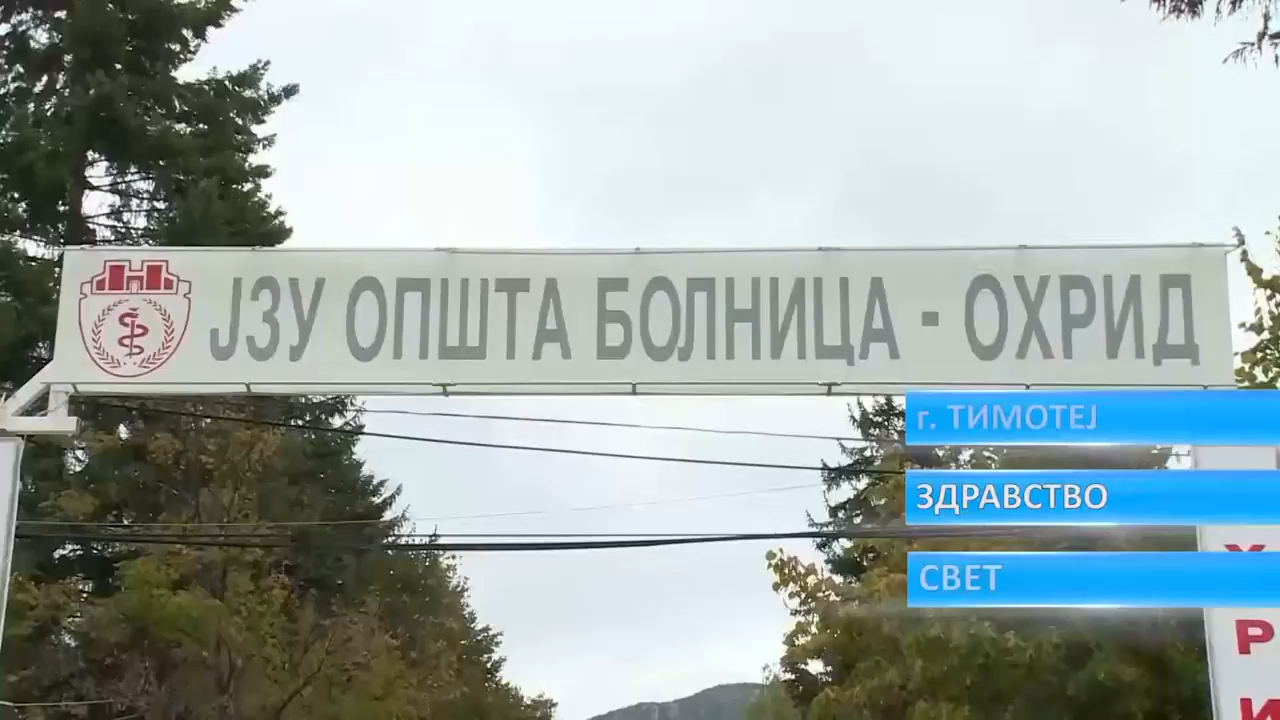 ЈЗУ ОПШТА БОЛНИЦА - ОХРИД
г. ТИМОТЕЈ
ЗДРАВСТВО
СВЕТ
Х
Р
И